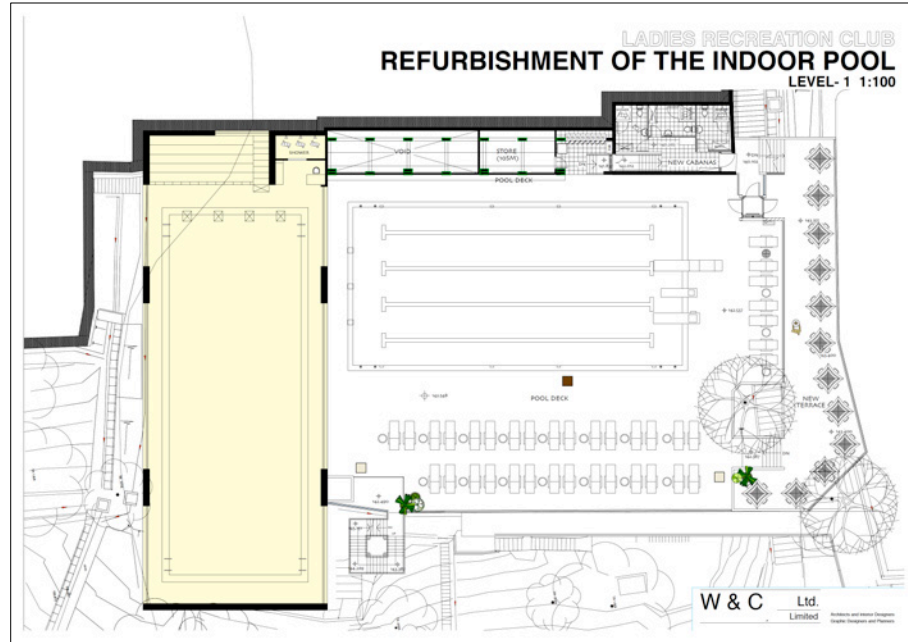 LADIES RECREATION CLUB
REFURBISHMENT OF THE INDOOR POOL
LEVEL- 1 1:100
SHOWER
VOID
STORE
NEW CABANAS
POOL DECK
POOL DECK
NEW
TERRACE
W & C Ltd.
Limited
Architects and Interior Designers
Graphic Designers and Planners